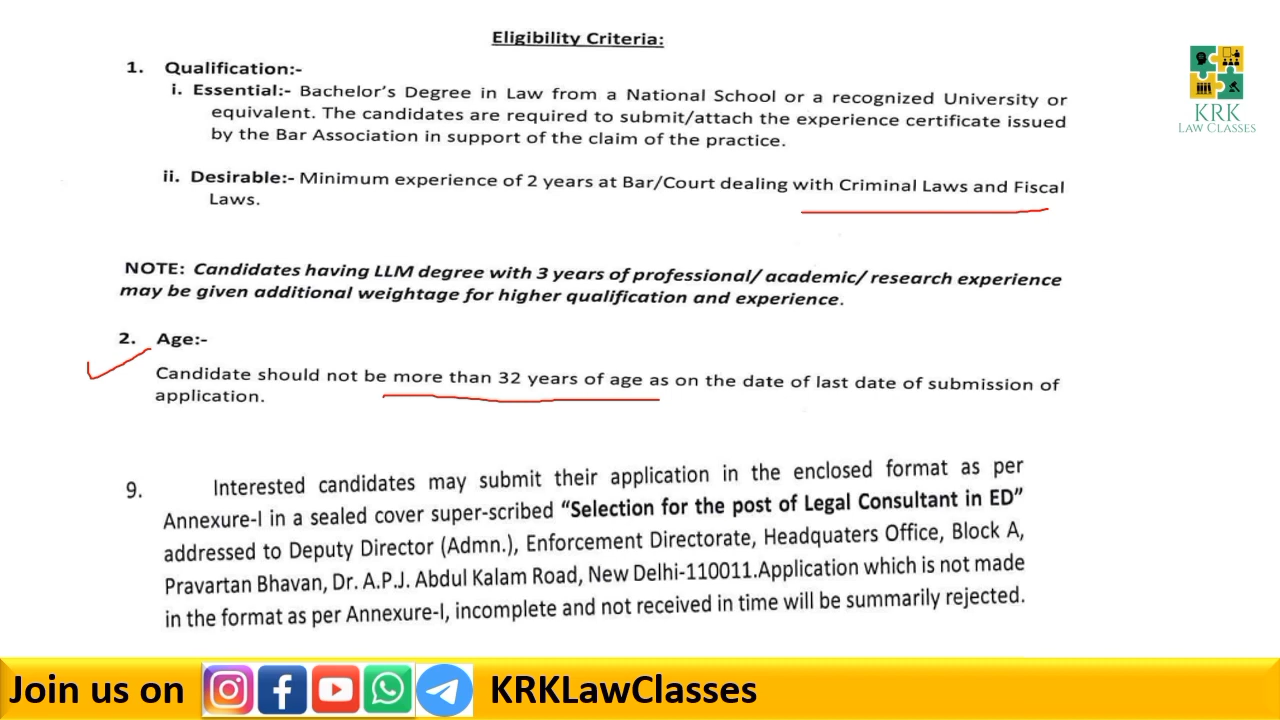 Eligibility Criteria:
KRK
LAW CLASSES
1. Qualification:-
i. Essential:- Bachelor's Degree in Law from a National School or a recognized University or
equivalent. The candidates are required to submit/attach the experience certificate issued
by the Bar Association in support of the claim of the practice.
ii. Desirable:- Minimum experience of 2 years at Bar/Court dealing with Criminal Laws and Fiscal
Laws.
NOTE: Candidates having LLM degree with 3 years of professional/ academic/ research experience
may be given additional weightage for higher qualification and experience.
2. Age:-
Candidate should not be more than 32 years of age as on the date of last date of submission of
application.
9. Interested candidates may submit their application in the enclosed format as per
Annexure-I in a sealed cover super-scribed “Selection for the post of Legal Consultant in ED”
addressed to Deputy Director (Admn.), Enforcement Directorate, Headquaters Office, Block A,
Pravartan Bhavan, Dr. A.P.J. Abdul Kalam Road, New Delhi-110011.Application which is not made
in the format as per Annexure-I, incomplete and not received in time will be summarily rejected.
Join us on KRKLawClasses